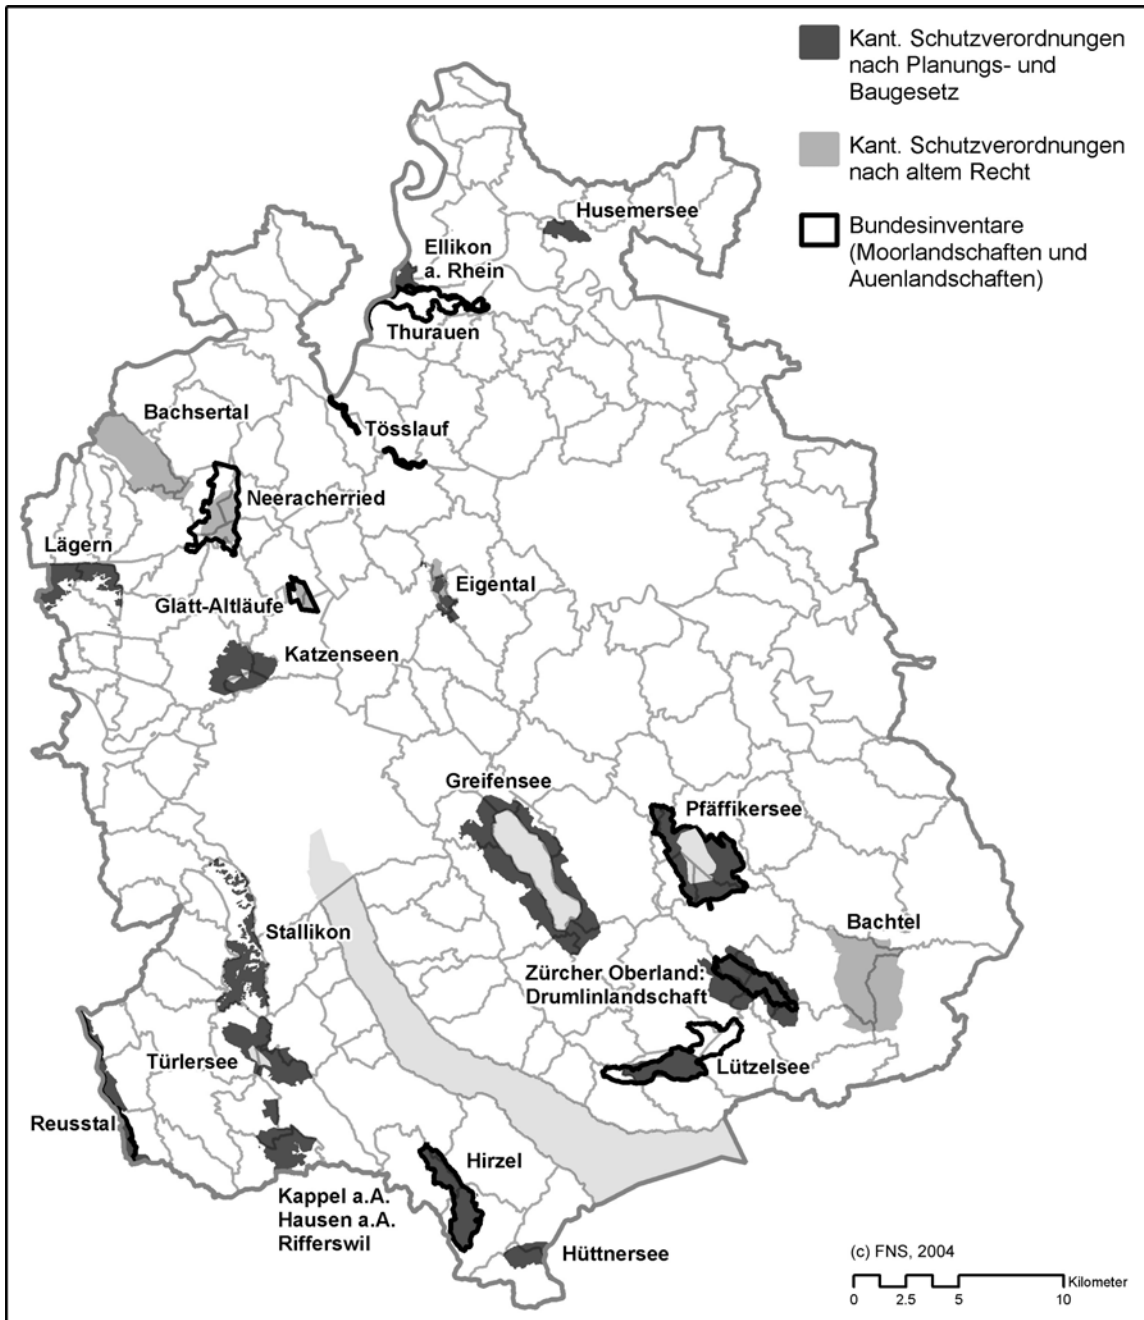 Kant. Schutzverordnungen
nach Planungs- und
Baugesetz
Kant. Schutzverordnungen
nach altem Recht
Bundesinventare
(Moorlandschaften und
Auenlandschaften)
Husemersee
Ellikon
a. Rhein
Thurauen
Bachsertal
Tösslauf
Neeracherried
Lägern
Eigental
Glatt-Altläufe
Katzenseen
Greifensee
Pfäffikersee
Bachtel
Stallikon
Zürcher Oberland:
Drumlinlandschaft
Türlersee
Lützelsee
Reusstal
Hirzel
Kappel a.A.
Hausen a.A.
Rifferswil
Hüttnersee
(c) FNS, 2004
Kilometer
0 2.5 5 10